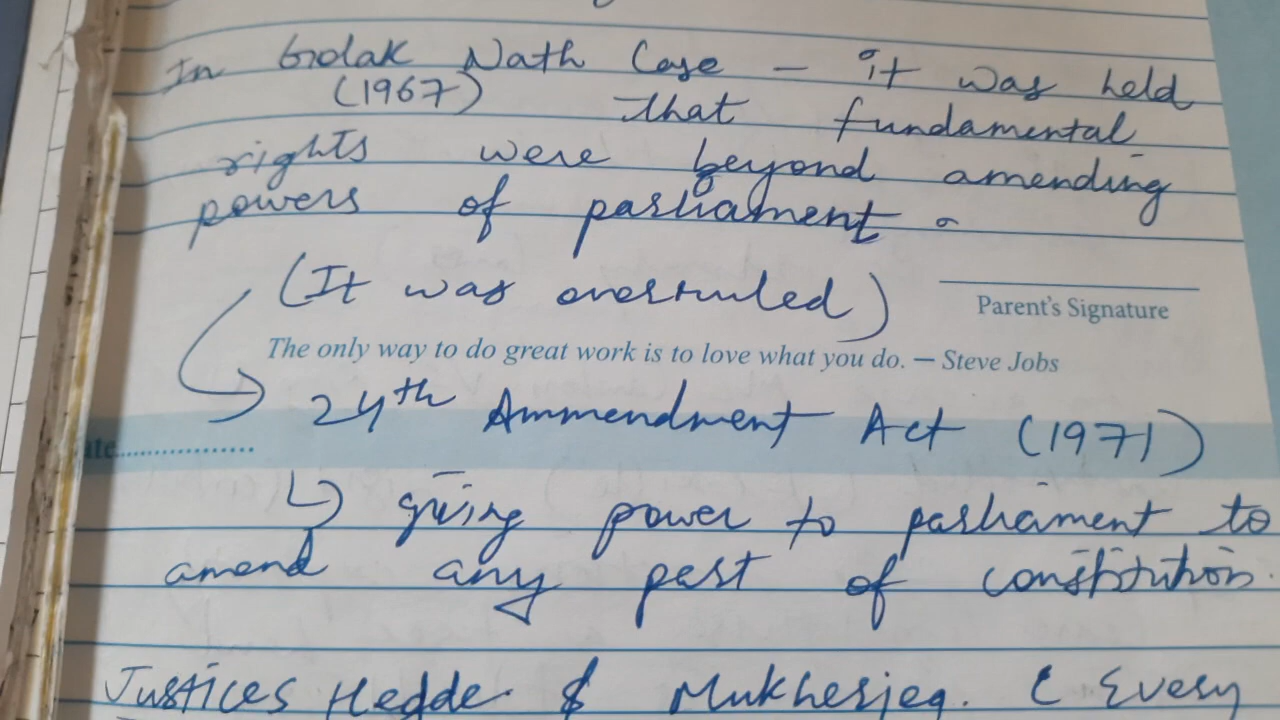 In Golak Nath Case – it was held
(1967) that fundamental
rights were beyond amending
powers of parliament.
(It was overruled)
Parent's Signature
The only way to do great work is to love what you do. — Steve Jobs
24th Ammendment Act (1971)
ate..................
giving power to parliament to
amend any part of constitution.
Justices Hedde & Mukherjea. ( Every